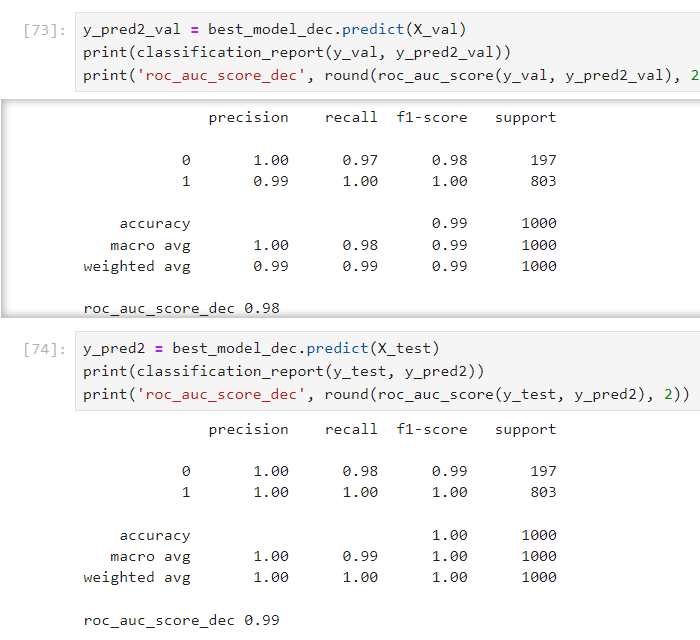 [73]: y_pred2_val = best_model_dec.predict(X_val)
print(classification_report(y_val, y_pred2_val))
print('roc_auc_score_dec', round(roc_auc_score(y_val, y_pred2_val), 2
precision recall f1-score support
0 1.00 0.97 0.98 197
1 0.99 1.00 1.00 803
accuracy 0.99 1000
macro avg 1.00 0.98 0.99 1000
weighted avg 0.99 0.99 0.99 1000
roc_auc_score_dec 0.98
[74]: y_pred2 = best_model_dec.predict(X_test)
print(classification_report(y_test, y_pred2))
print('roc_auc_score_dec', round(roc_auc_score(y_test, y_pred2), 2))
precision recall f1-score support
0 1.00 0.98 0.99 197
1 1.00 1.00 1.00 803
accuracy 1.00 1000
macro avg 1.00 0.99 1.00 1000
weighted avg 1.00 1.00 1.00 1000
roc_auc_score_dec 0.99